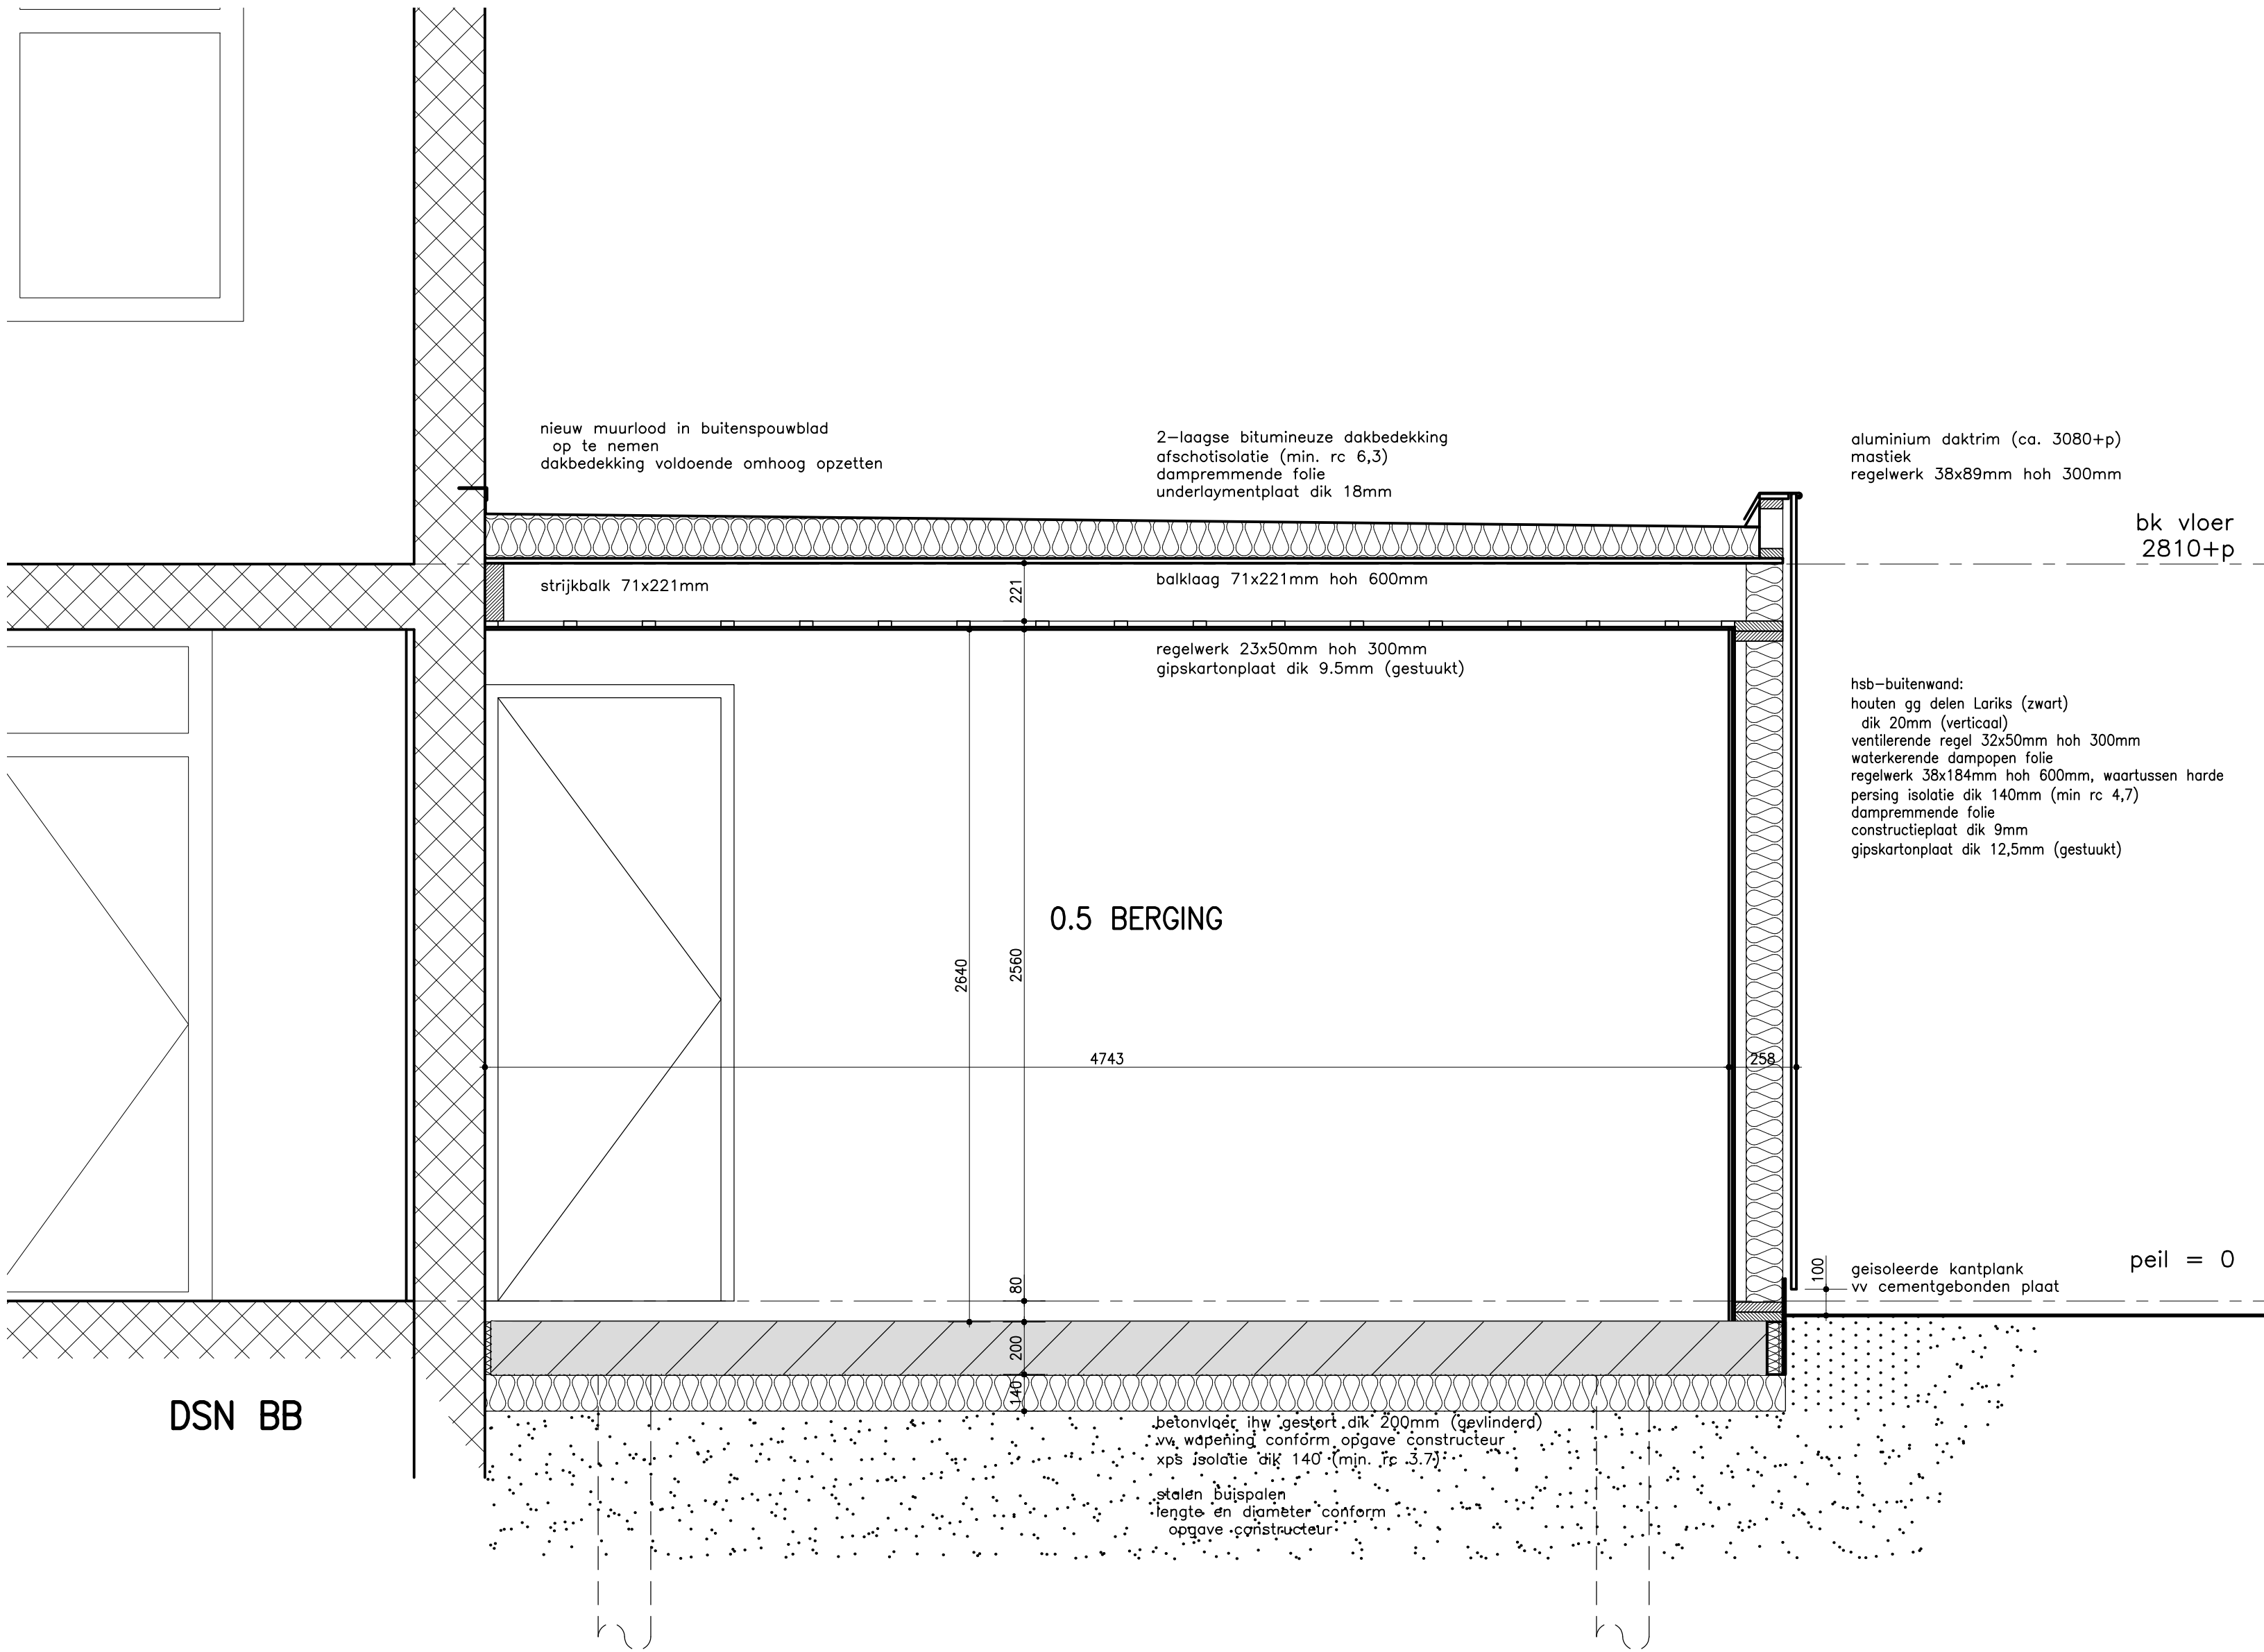 nieuw muurlood in buitenspouwblad
op te nemen
dakbedekking voldoende omhoog opzetten
2-laagse bitumineuze dakbedekking
afschotisolatie (min. rc 6,3)
dampremmende folie
underlaymentplaat dik 18mm
aluminium daktrim (ca. 3080+p)
mastiek
regelwerk 38x89mm hoh 300mm
bk vloer
2810+p
strijkbalk 71x221mm
221
balklaag 71x221mm hoh 600mm
regelwerk 23x50mm hoh 300mm
gipskartonplaat dik 9.5mm (gestuukt)
hsb-buitenwand:
houten gg delen Lariks (zwart)
dik 20mm (verticaal)
ventilerende regel 32x50mm hoh 300mm
waterkerende dampopen folie
regelwerk 38x184mm hoh 600mm, waartussen harde
persing isolatie dik 140mm (min rc 4,7)
dampremmende folie
constructieplaat dik 9mm
gipskartonplaat dik 12,5mm (gestuukt)
0.5 BERGING
2640
2560
4743
258
80
100
geisoleerde kantplank
vv cementgebonden plaat
peil = 0
200
140
DSN BB
betonvloer ihw gestort dik 200mm (gevlinderd)
vv wapening conform opgave constructeur
xps isolatie dik 140 (min. rc 3.7)
stalen buispalen
lengte en diameter conform
opgave constructeur